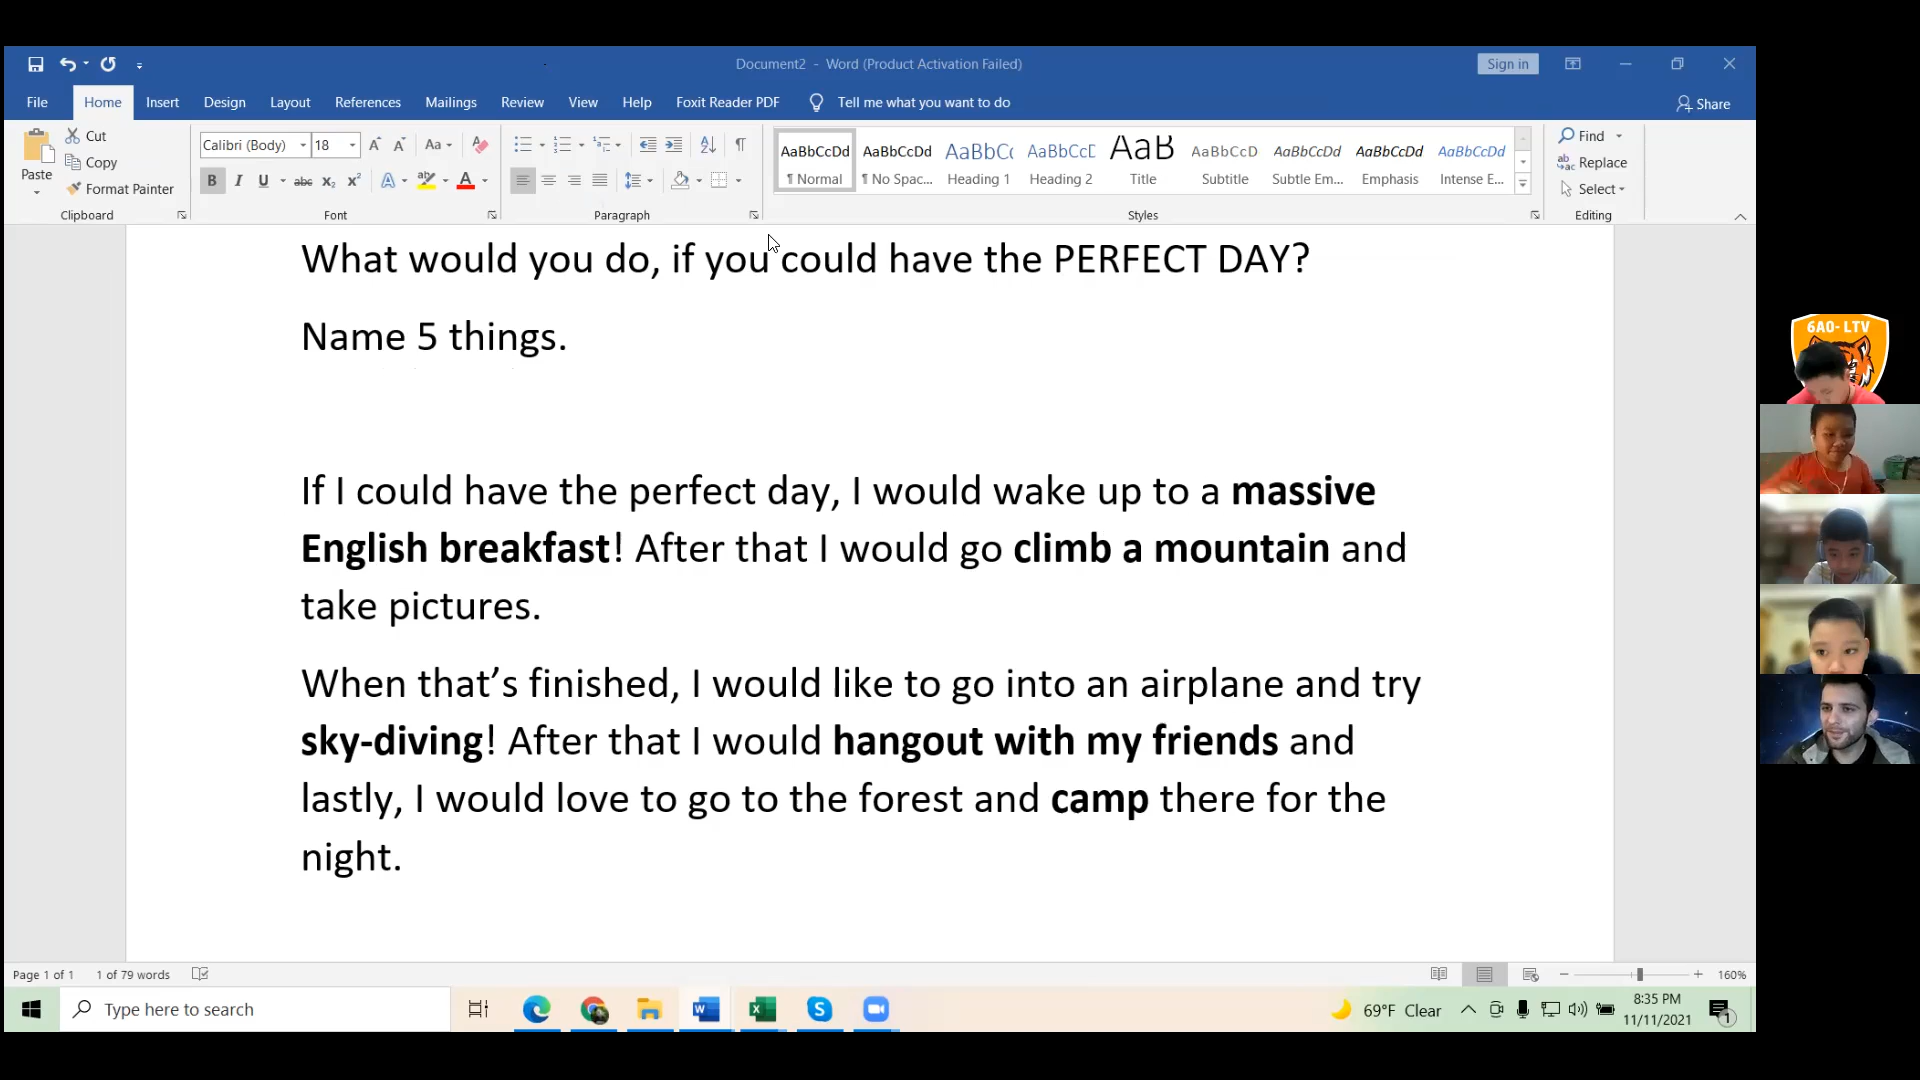 Document2 - Word (Product Activation Failed)
Sign in
File Home Insert Design Layout References Mailings Review View Help Foxit Reader PDF Tell me what you want to do
Share
Paste
Cut
Copy
Format Painter
Clipboard
Calibri (Body) 18
Aa
B I U abc X₂ X² A ab A
Font
Paragraph
AaBbCcDd AaBbCcDd AaBbC AaBbCcD AaB AaBbCcD AaBbCcDd AaBbCcDd AaBbCcDd
¶ Normal ¶ No Spac... Heading 1 Heading 2 Title Subtitle Subtle Em... Emphasis Intense E...
Styles
Find
Replace
Select
Editing
What would you do, if you could have the PERFECT DAY?
Name 5 things.
If I could have the perfect day, I would wake up to a massive
English breakfast! After that I would go climb a mountain and
take pictures.
When that’s finished, I would like to go into an airplane and try
sky-diving! After that I would hangout with my friends and
lastly, I would love to go to the forest and camp there for the
night.
6A0-LTV
Page 1 of 1 1 of 79 words
160%
Type here to search
69°F Clear
8:35 PM
11/11/2021
1